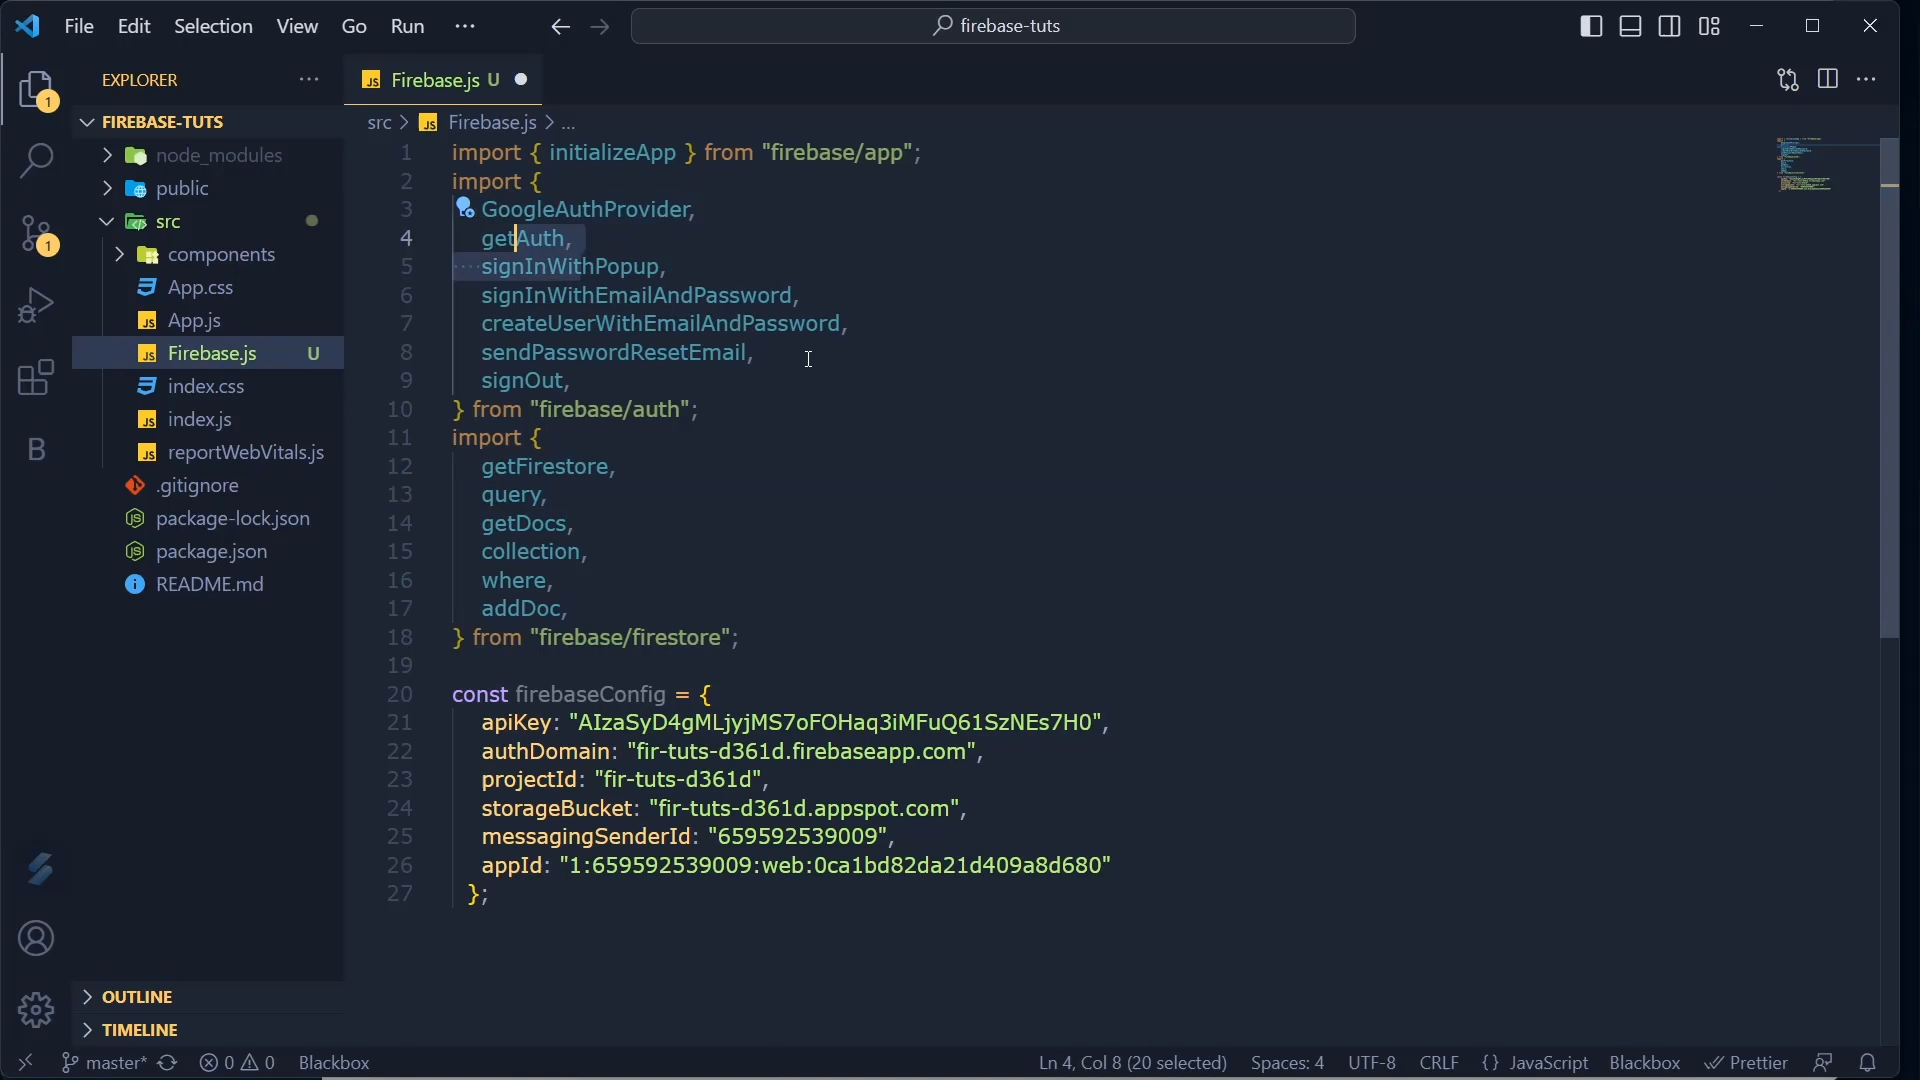 File Edit Selection View Go Run ···
firebase-tuts
EXPLORER
Firebase.js U
FIREBASE-TUTS
node_modules
public
src
components
App.css
App.js
Firebase.js U
index.css
index.js
reportWebVitals.js
.gitignore
package-lock.json
package.json
README.md
OUTLINE
TIMELINE
1
1
B
src > JS Firebase.js > ...
1 import { initializeApp } from "firebase/app";
2 import {
3 GoogleAuthProvider,
4 getAuth,
5 ····signInWithPopup,
6 signInWithEmailAndPassword,
7 createUserWithEmailAndPassword,
8 sendPasswordResetEmail,
9 signOut,
10 } from "firebase/auth";
11 import {
12 getFirestore,
13 query,
14 getDocs,
15 collection,
16 where,
17 addDoc,
18 } from "firebase/firestore";
19
20 const firebaseConfig = {
21 apiKey: "AIzaSyD4gMLjyjMS7oFOHaq3iMFuQ61SzNEs7H0",
22 authDomain: "fir-tuts-d361d.firebaseapp.com",
23 projectId: "fir-tuts-d361d",
24 storageBucket: "fir-tuts-d361d.appspot.com",
25 messagingSenderId: "659592539009",
26 appId: "1:659592539009:web:0ca1bd82da21d409a8d680"
27 };
master* 0 0 Blackbox Ln 4, Col 8 (20 selected) Spaces: 4 UTF-8 CRLF {} JavaScript Blackbox Prettier